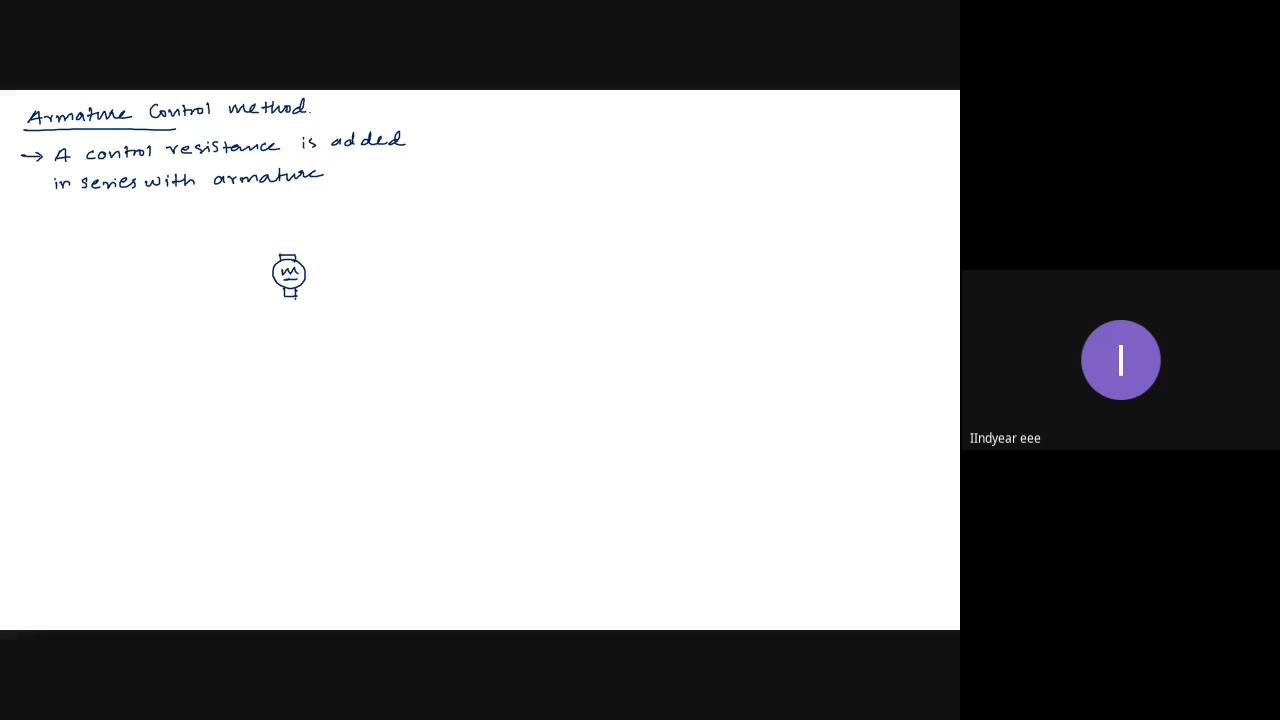 Armature Control method.
→ A control resistance is added
in series with armature
M
I
IIndyear eee